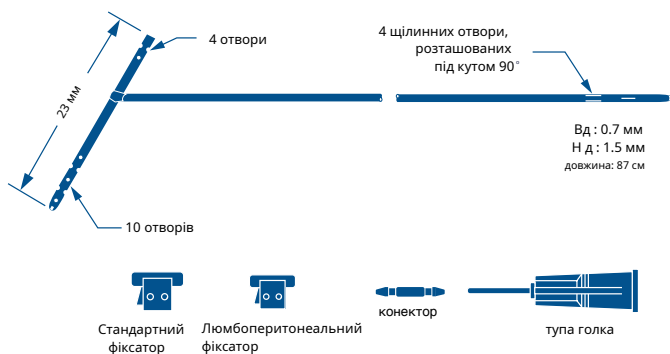 4 отвори
4 щілинних отвори,
розташованих
під кутом 90°
23 мм
Вд : 0.7 мм
Н д : 1.5 мм
довжина: 87 см
10 отворів
конектор
Стандартний
фіксатор
Люмбоперитонеальний
фіксатор
тупа голка